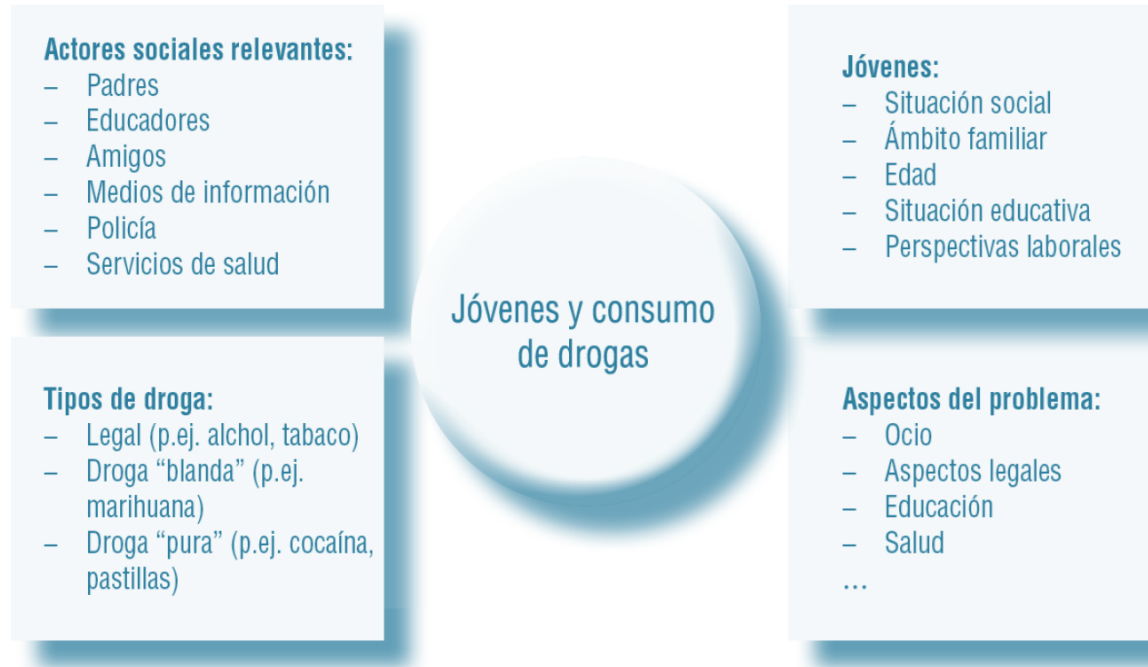 Actores sociales relevantes:
– Padres
– Educadores
– Amigos
– Medios de información
– Policía
– Servicios de salud
Jóvenes:
– Situación social
– Ámbito familiar
– Edad
– Situación educativa
– Perspectivas laborales
Jóvenes y consumo
de drogas
Tipos de droga:
– Legal (p.ej. alchol, tabaco)
– Droga “blanda” (p.ej.
marihuana)
– Droga “pura” (p.ej. cocaína,
pastillas)
Aspectos del problema:
– Ocio
– Aspectos legales
– Educación
– Salud
...